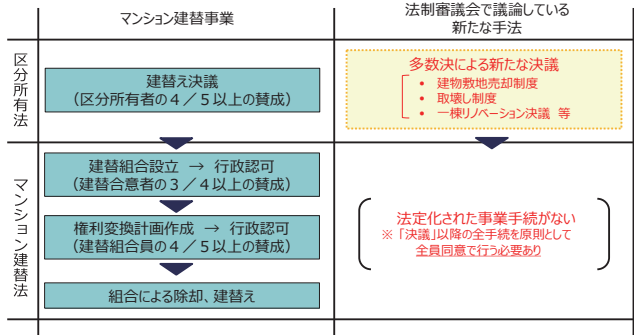 マンション建替事業
法制審議会で議論している
新たな手法
区分所有法
建替え決議
（区分所有者の４／５以上の賛成）
多数決による新たな決議
• 建物敷地売却制度
• 取壊し制度
• 一棟リノベーション決議 等
マンション建替法
建替組合設立 → 行政認可
（建替合意者の３／４以上の賛成）
権利変換計画作成 → 行政認可
（建替組合員の４／５以上の賛成）
組合による除却、建替え
法定化された事業手続がない
※「決議」以降の全手続を原則として
全員同意で行う必要あり